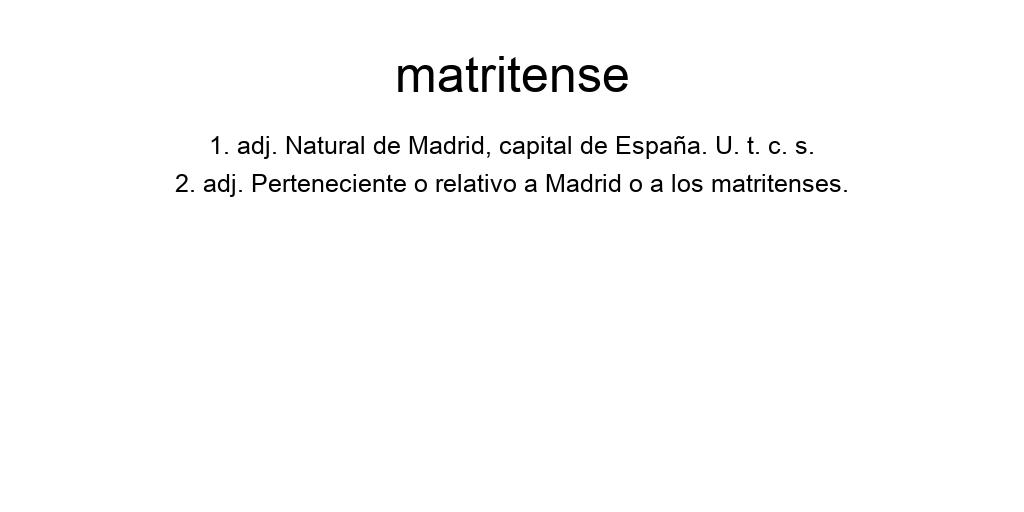 matritense
1. adj. Natural de Madrid, capital de España. U. t. c. s.
2. adj. Perteneciente o relativo a Madrid o a los matritenses.